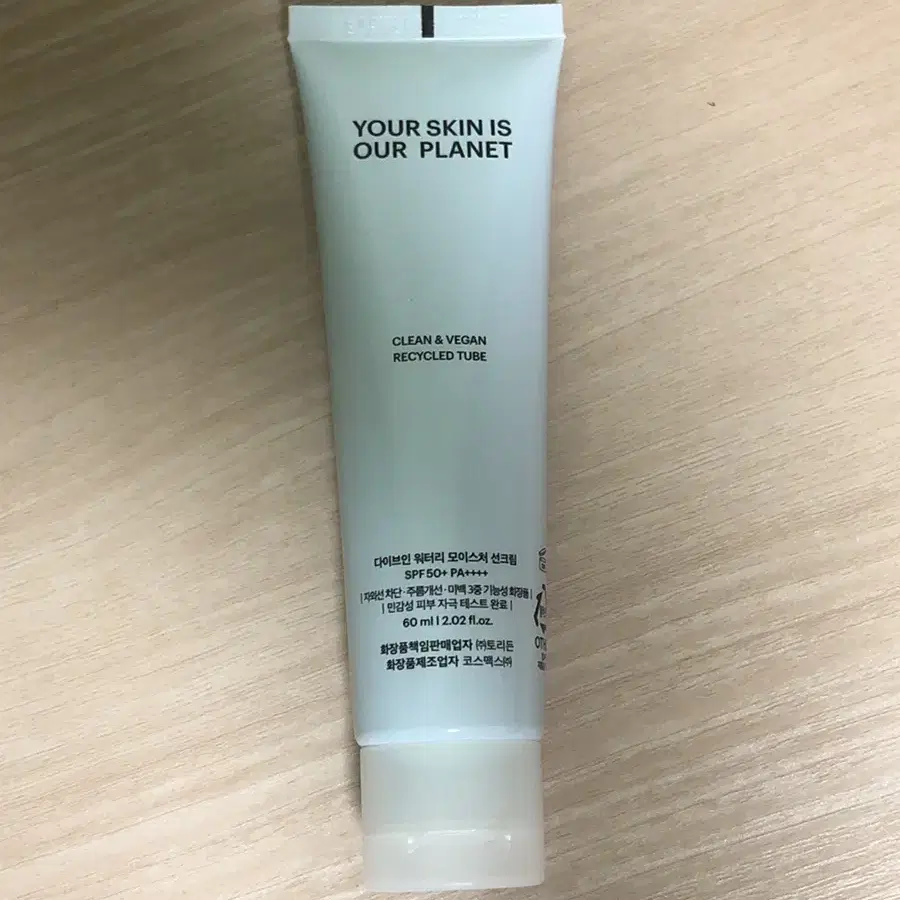 YOUR SKIN IS
OUR PLANET
CLEAN & VEGAN
RECYCLED TUBE
다이브인 워터리 모이스처 선크림
SPF 50+ PA++++
| 자외선 차단 · 주름개선 · 미백 3중 기능성 화장품 |
| 민감성 피부 자극 테스트 완료 |
60 ml | 2.02 fl.oz.
화장품책임판매업자 ㈜토리든
화장품제조업자 코스맥스㈜